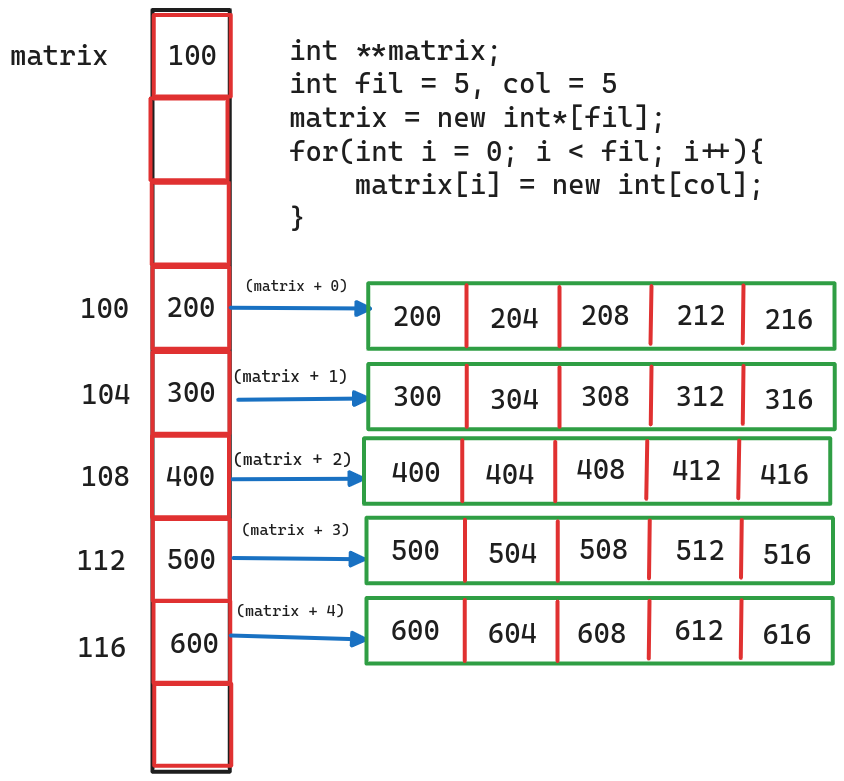 matrix 100
int **matrix;
int fil = 5, col = 5
matrix = new int*[fil];
for(int i = 0; i < fil; i++){
    matrix[i] = new int[col];
}
(matrix + 0)
100 200 200 204 208 212 216
(matrix + 1)
104 300 300 304 308 312 316
(matrix + 2)
108 400 400 404 408 412 416
(matrix + 3)
112 500 500 504 508 512 516
(matrix + 4)
116 600 600 604 608 612 616